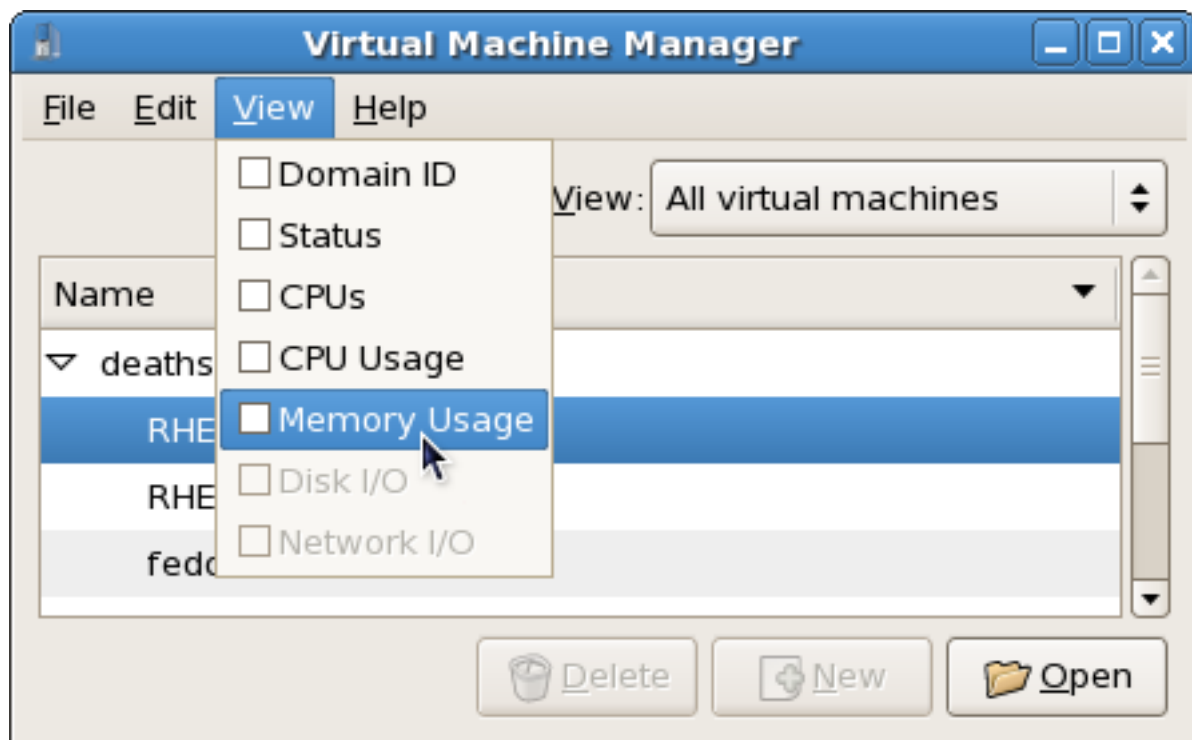 Virtual Machine Manager
File Edit View Help
Domain ID
View: All virtual machines
Status
Name
CPUs
CPU Usage
deaths
Memory Usage
RHE
Disk I/O
RHE
Network I/O
Delete New Open